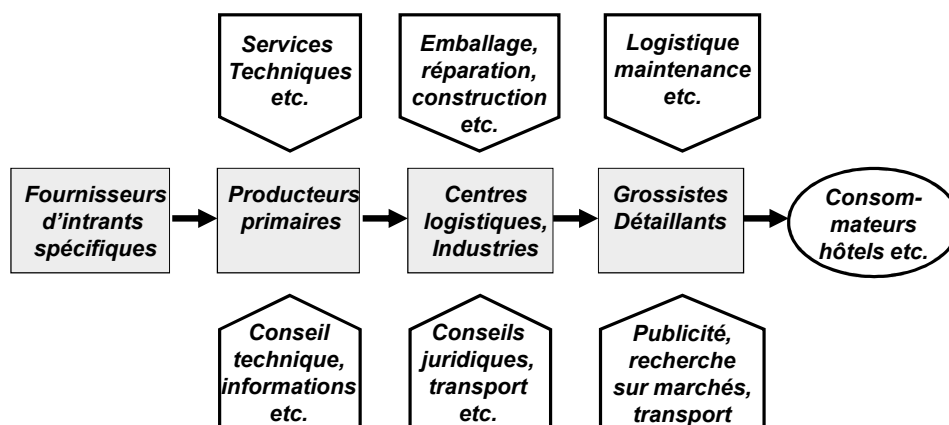 Services
Techniques
etc.
Emballage,
réparation,
construction
etc.
Logistique
maintenance
etc.
Fournisseurs
d'intrants
spécifiques
Producteurs
primaires
Centres
logistiques,
Industries
Grossistes
Détaillants
Consom-
mateurs
hôtels etc.
Conseil
technique,
informations
etc.
Conseils
juridiques,
transport
etc.
Publicité,
recherche
sur marchés,
transport